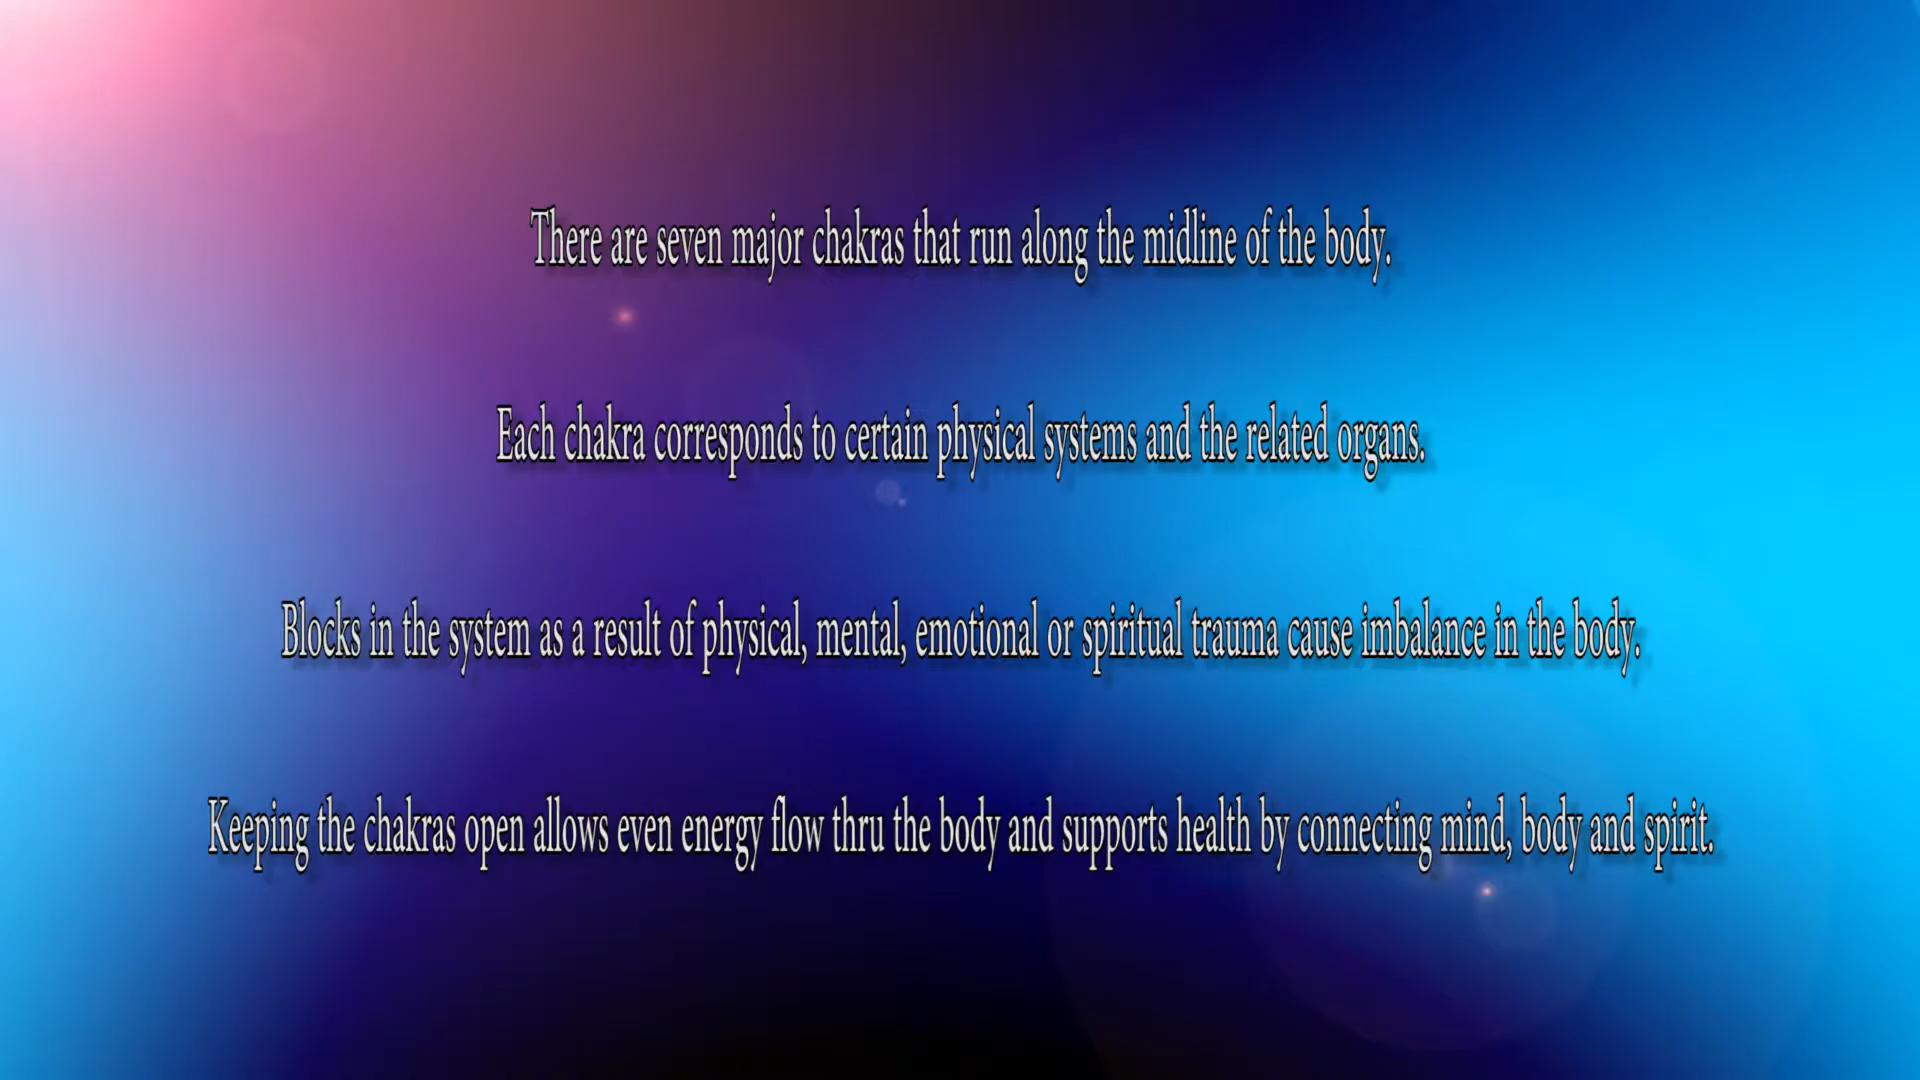 There are seven major chakras that run along the midline of the body.
Each chakra corresponds to certain physical systems and the related organs.
Blocks in the system as a result of physical, mental, emotional or spiritual trauma cause imbalance in the body.
Keeping the chakras open allows even energy flow thru the body and supports health by connecting mind, body and spirit.